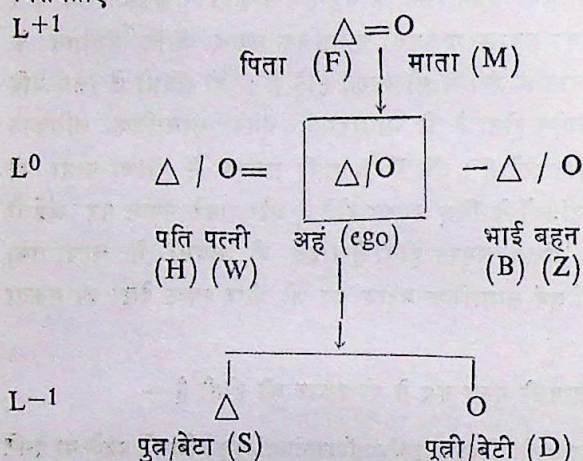 L+1 △=O
पिता (F) माता (M)
L0 △ / O= △/O —△ / O
पति पत्नी अहं (ego) भाई बहन
(H) (W) (B) (Z)
L−1 △ O
पुत्र/बेटा (S) पुत्री/बेटी (D)